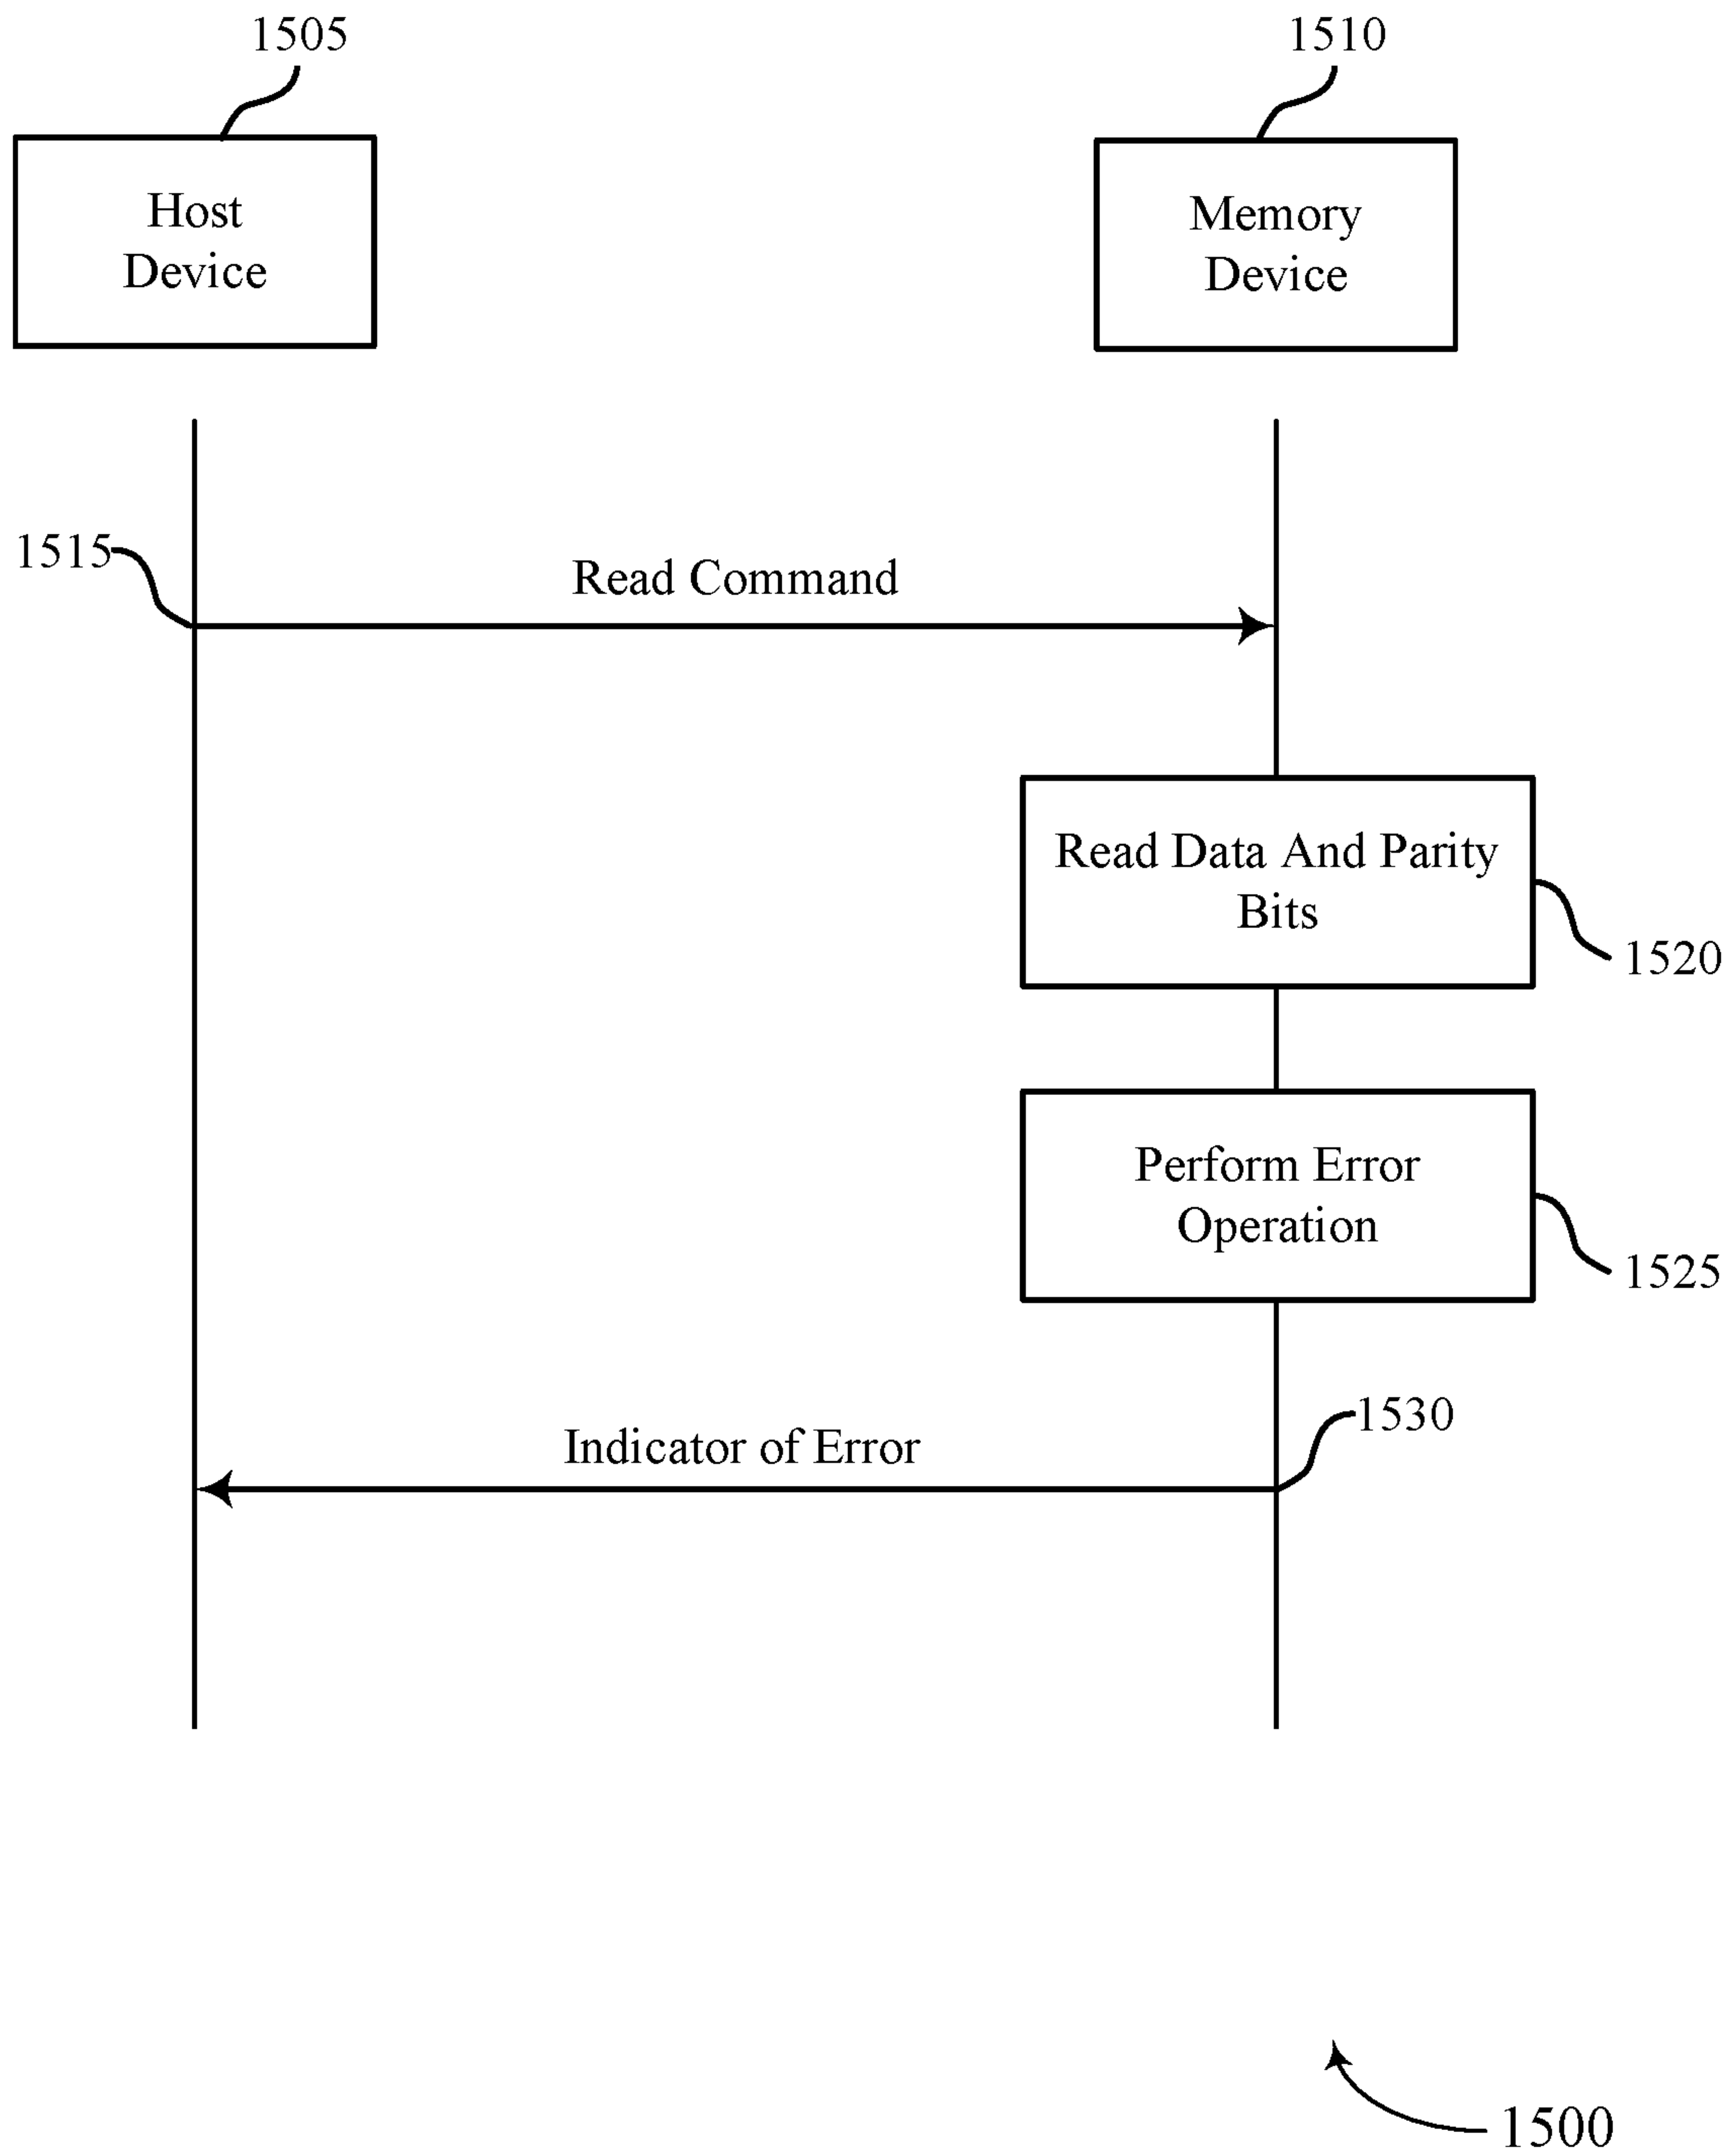 1505
1510
Host
Device
Memory
Device
1515
Read Command
Read Data And Parity
Bits
1520
Perform Error
Operation
1525
1530
Indicator of Error
1500